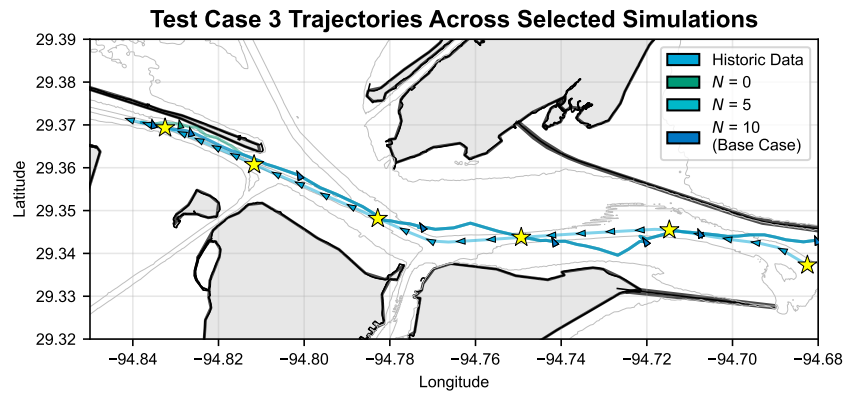 Test Case 3 Trajectories Across Selected Simulations
29.39
29.38
29.37
29.36
29.35
29.34
29.33
29.32
Latitude
Historic Data
N = 0
N = 5
N = 10
(Base Case)
−94.84
−94.82
−94.80
−94.78
−94.76
−94.74
−94.72
−94.70
−94.68
Longitude